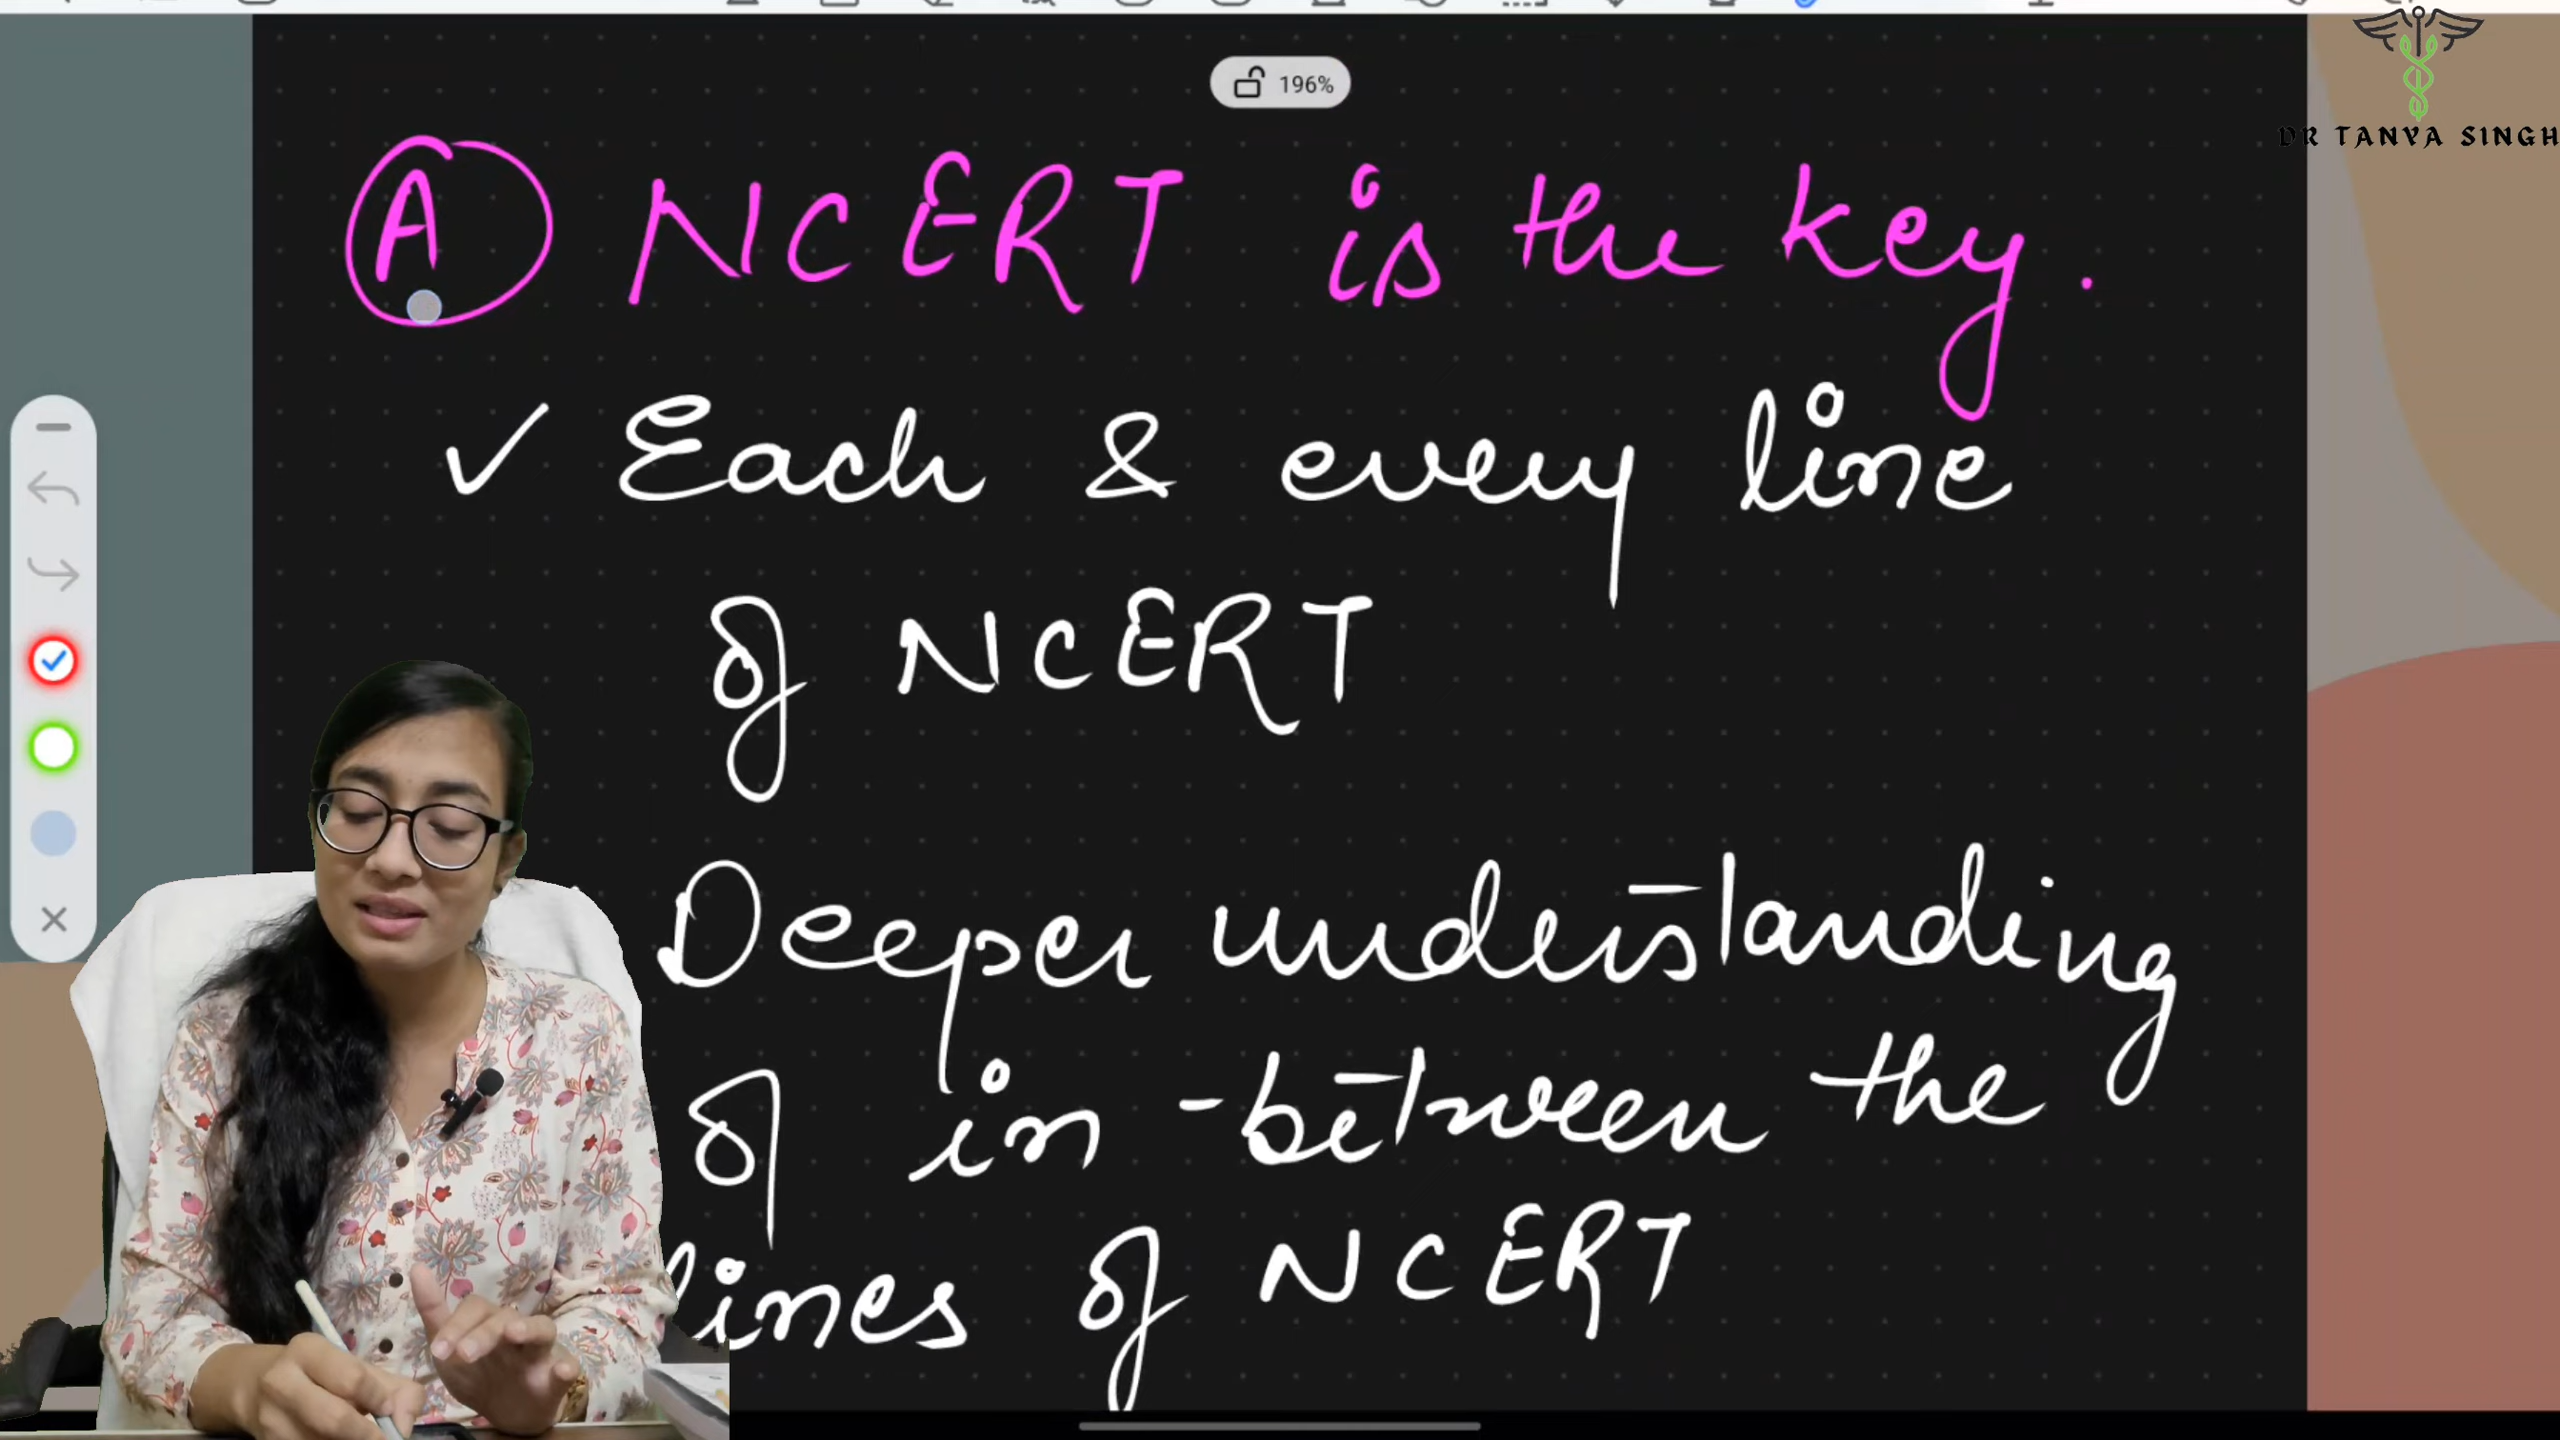 196%
DR TANYA SINGH
A NCERT is the key.
✓ Each & every line
of NCERT
Deeper understanding
of in-between the
lines of NCERT